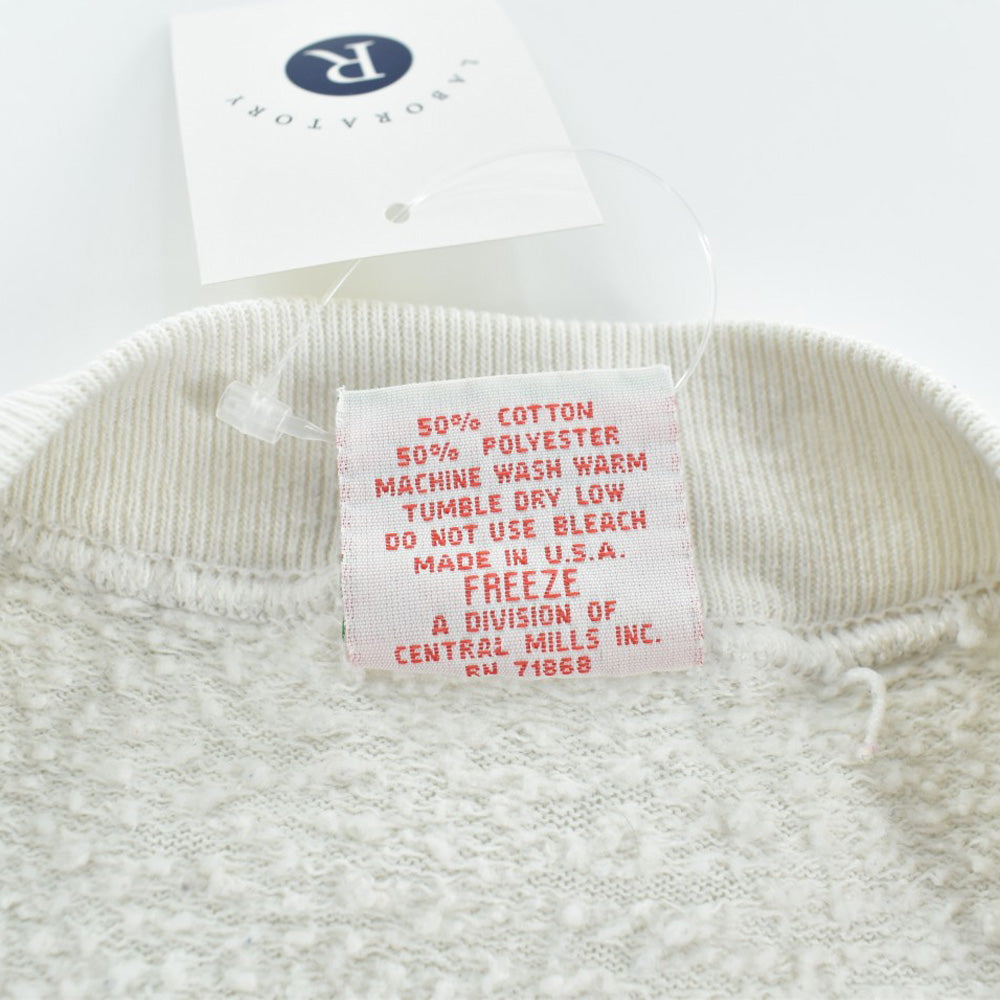 R
LABORATORY
50% COTTON
50% POLYESTER
MACHINE WASH WARM
TUMBLE DRY LOW
DO NOT USE BLEACH
MADE IN U.S.A.
FREEZE
A DIVISION OF
CENTRAL MILLS INC.
RN 71868